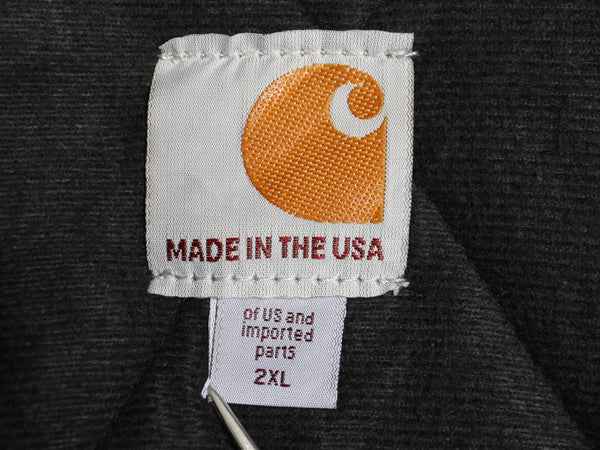 MADE IN THE USA
of US and
imported
parts
2XL